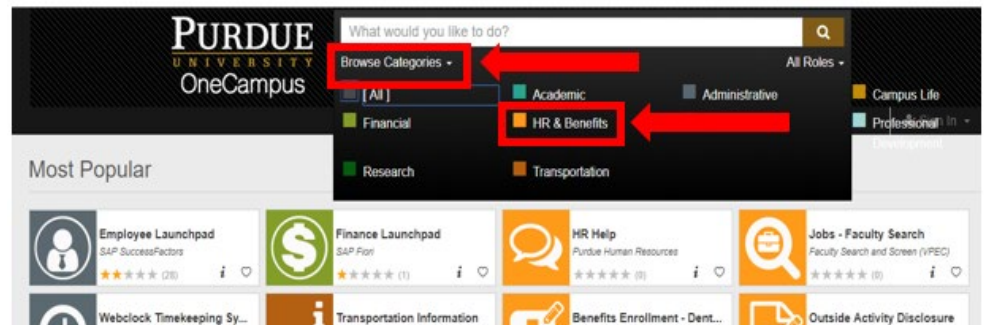 PURDUE
UNIVERSITY
OneCampus
What would you like to do?
Browse Categories
All Roles
[ All ]
Academic
Administrative
Campus Life
Financial
HR & Benefits
Professional
Development
Sign In
Research
Transportation
Most Popular
Employee Launchpad
SAP SuccessFactors
(28)
i
Finance Launchpad
SAP Fiori
(1)
i
HR Help
Purdue Human Resources
(0)
i
Jobs - Faculty Search
Faculty Search and Screen (VPEC)
(0)
i
Webclock Timekeeping Sy...
Transportation Information
Benefits Enrollment - Dent...
Outside Activity Disclosure